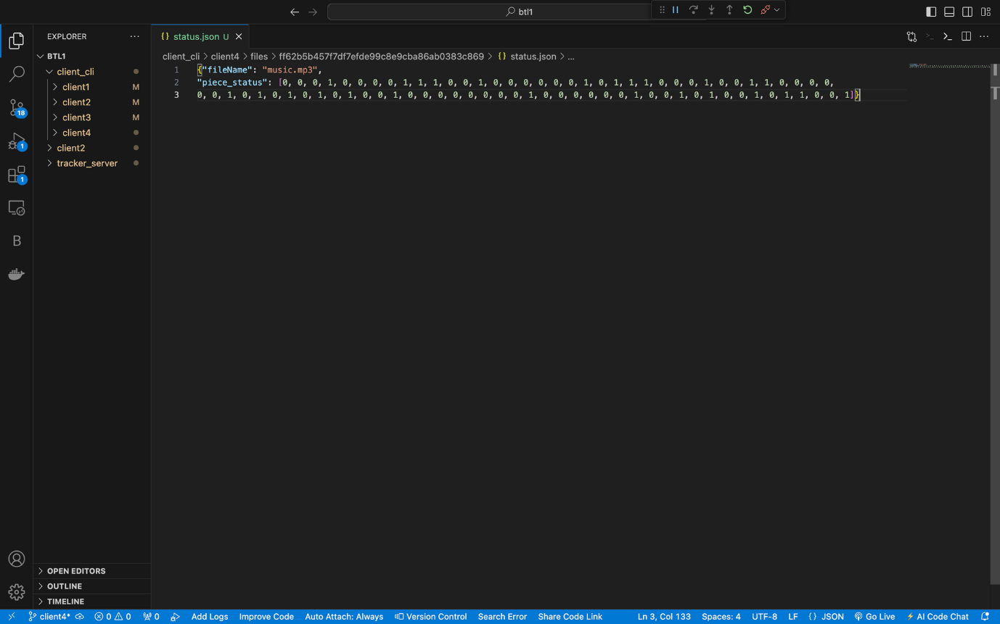 btl1
EXPLORER
status.json U
BTL1
client_cli
client1 M
client2 M
client3 M
client4
client2
tracker_server
client_cli > client4 > files > ff62b5b457f7df7efde99c8e9cba86ab0383c869 > {} status.json > ...
1 {"fileName": "music.mp3",
2 "piece_status": [0, 0, 0, 1, 0, 0, 0, 0, 1, 1, 1, 0, 0, 1, 0, 0, 0, 0, 0, 0, 1, 0, 1, 1, 1, 0, 0, 0, 1, 0, 0, 1, 1, 0, 0, 0, 0,
3 0, 0, 1, 0, 1, 0, 1, 0, 1, 0, 1, 0, 0, 1, 0, 0, 0, 0, 0, 0, 0, 0, 1, 0, 0, 0, 0, 0, 0, 1, 0, 0, 1, 0, 1, 0, 0, 1, 0, 1, 1, 0, 0, 1]}
18
1
1
B
OPEN EDITORS
OUTLINE
TIMELINE
client4* 0 0 0 Add Logs Improve Code Auto Attach: Always Version Control Search Error Share Code Link Ln 3, Col 133 Spaces: 4 UTF-8 LF {} JSON Go Live AI Code Chat